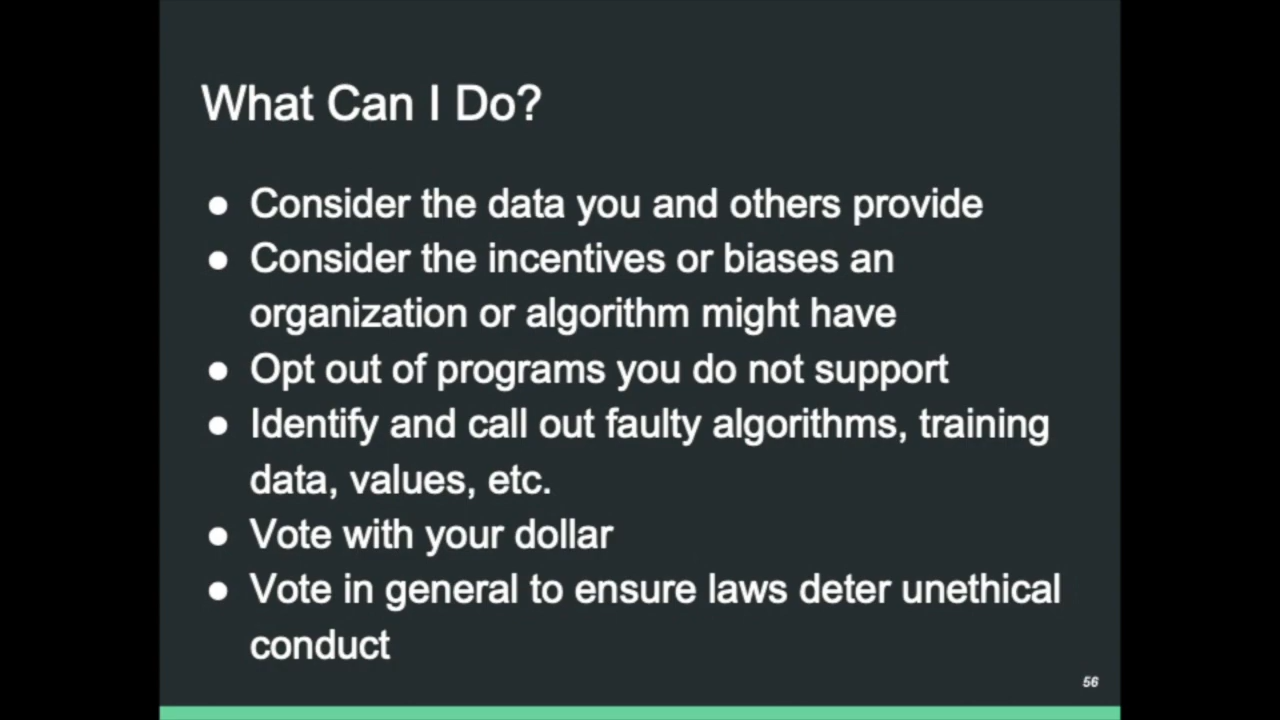 What Can I Do?
● Consider the data you and others provide
● Consider the incentives or biases an
organization or algorithm might have
● Opt out of programs you do not support
● Identify and call out faulty algorithms, training
data, values, etc.
● Vote with your dollar
● Vote in general to ensure laws deter unethical
conduct
56